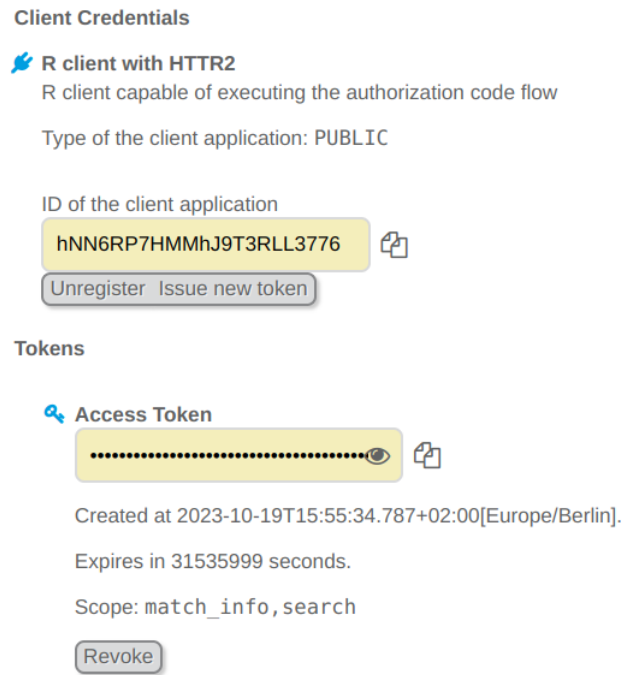 Client Credentials
R client with HTTR2
R client capable of executing the authorization code flow
Type of the client application: PUBLIC
ID of the client application
hNN6RP7HMMhJ9T3RLL3776
Unregister Issue new token
Tokens
Access Token
Created at 2023-10-19T15:55:34.787+02:00[Europe/Berlin].
Expires in 31535999 seconds.
Scope: match_info,search
Revoke